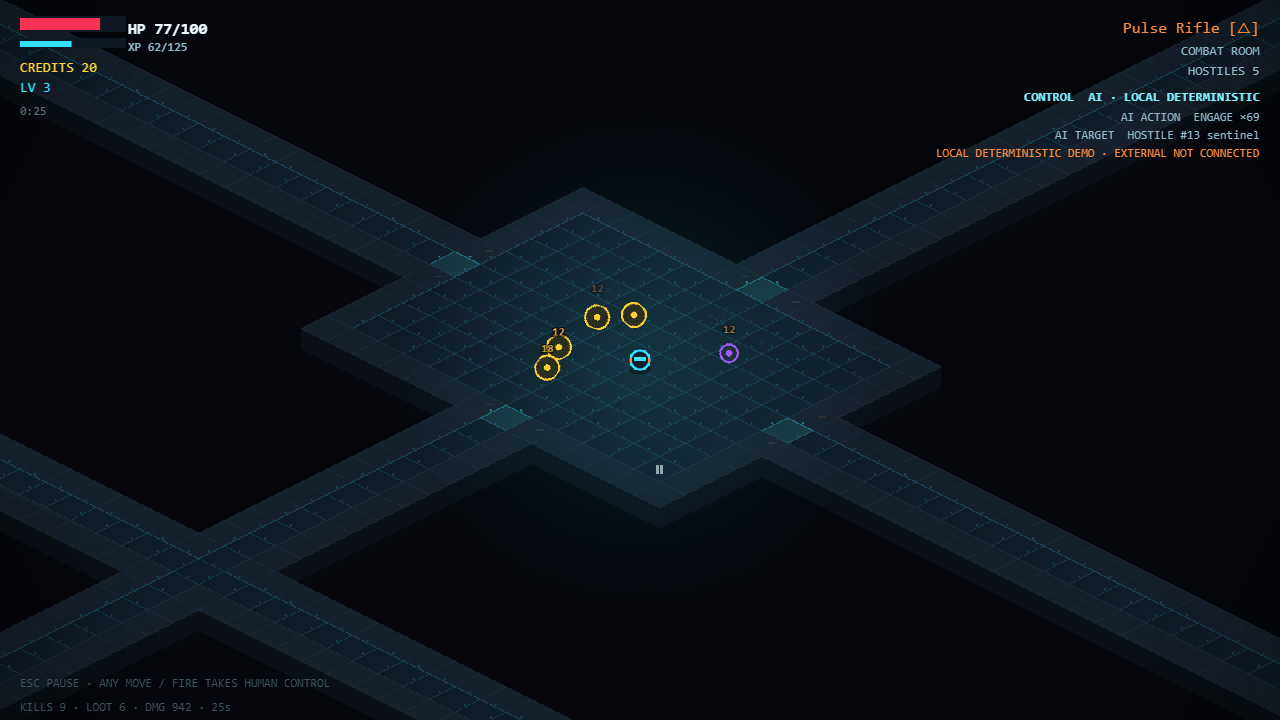 HP 77/100
XP 62/125
CREDITS 20
LV 3
0:25
Pulse Rifle [△]
COMBAT ROOM
HOSTILES 5
CONTROL AI · LOCAL DETERMINISTIC
AI ACTION ENGAGE ×69
AI TARGET HOSTILE #13 sentinel
LOCAL DETERMINISTIC DEMO · EXTERNAL NOT CONNECTED
12
12
12
18
ESC PAUSE · ANY MOVE / FIRE TAKES HUMAN CONTROL
KILLS 9 · LOOT 6 · DMG 942 · 25s